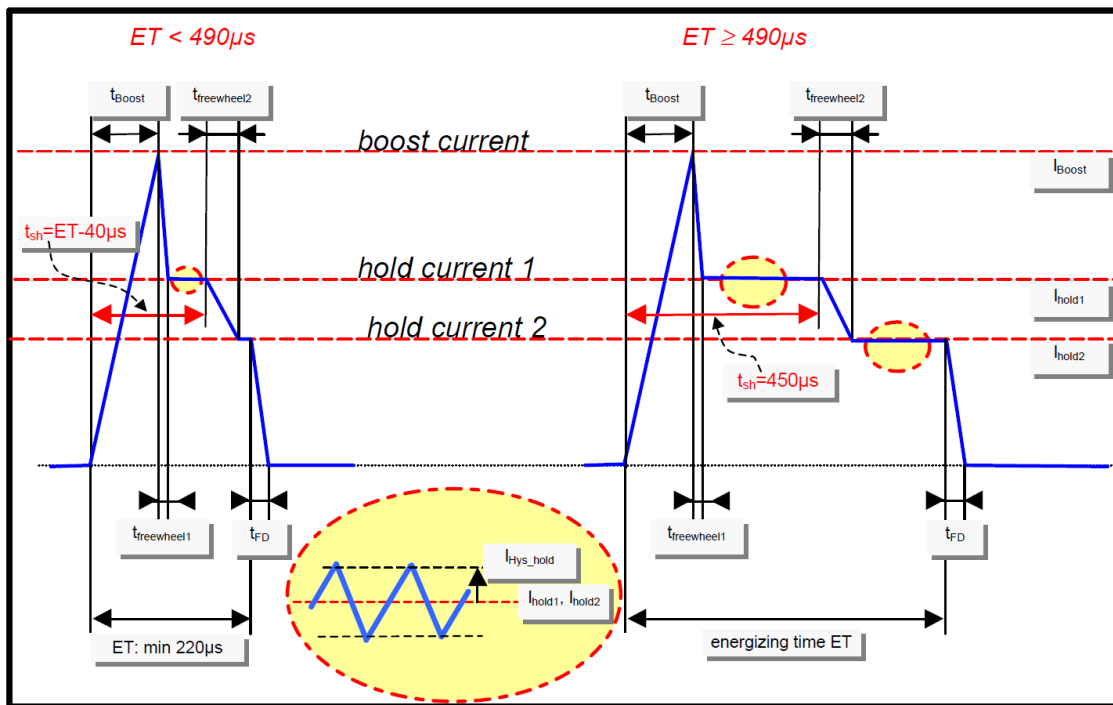 ET < 490µs
ET ≥ 490µs
tBoost
tfreewheel2
tBoost
tfreewheel2
boost current
IBoost
tsh=ET-40µs
hold current 1
Ihold1
hold current 2
Ihold2
tsh=450µs
tfreewheel1
tFD
tfreewheel1
tFD
IHys_hold
Ihold1, Ihold2
ET: min 220µs
energizing time ET